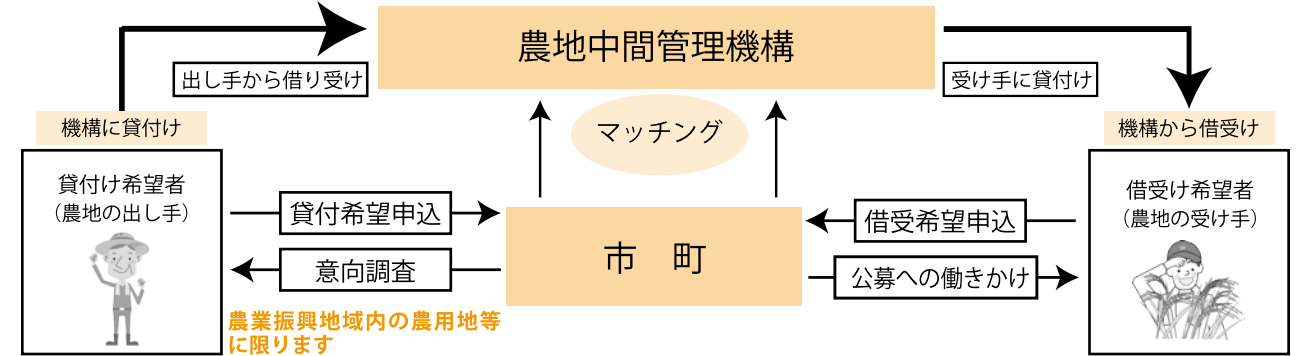 農地中間管理機構
出し手から借り受け
受け手に貸付け
機構に貸付け
マッチング
機構から借受け
貸付け希望者
（農地の出し手）
貸付希望申込
意向調査
農業振興地域内の農用地等
に限ります
市　町
借受希望申込
公募への働きかけ
借受け希望者
（農地の受け手）